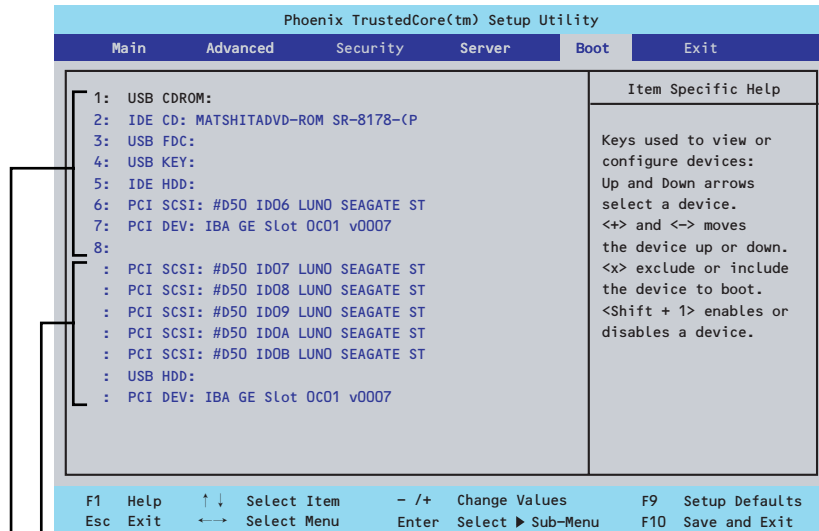 Phoenix TrustedCore(tm) Setup Utility
Main Advanced Security Server Boot Exit
1: USB CDROM:
2: IDE CD: MATSHITADVD-ROM SR-8178-(P
3: USB FDC:
4: USB KEY:
5: IDE HDD:
6: PCI SCSI: #D50 ID06 LUN0 SEAGATE ST
7: PCI DEV: IBA GE Slot 0C01 v0007
8:
: PCI SCSI: #D50 ID07 LUN0 SEAGATE ST
: PCI SCSI: #D50 ID08 LUN0 SEAGATE ST
: PCI SCSI: #D50 ID09 LUN0 SEAGATE ST
: PCI SCSI: #D50 ID0A LUN0 SEAGATE ST
: PCI SCSI: #D50 ID0B LUN0 SEAGATE ST
: USB HDD:
: PCI DEV: IBA GE Slot 0C01 v0007
Item Specific Help
Keys used to view or
configure devices:
Up and Down arrows
select a device.
<+> and <-> moves
the device up or down.
<x> exclude or include
the device to boot.
<Shift + 1> enables or
disables a device.
F1 Help ↑↓ Select Item - /+ Change Values F9 Setup Defaults
Esc Exit ←→ Select Menu Enter Select ▶ Sub-Menu F10 Save and Exit